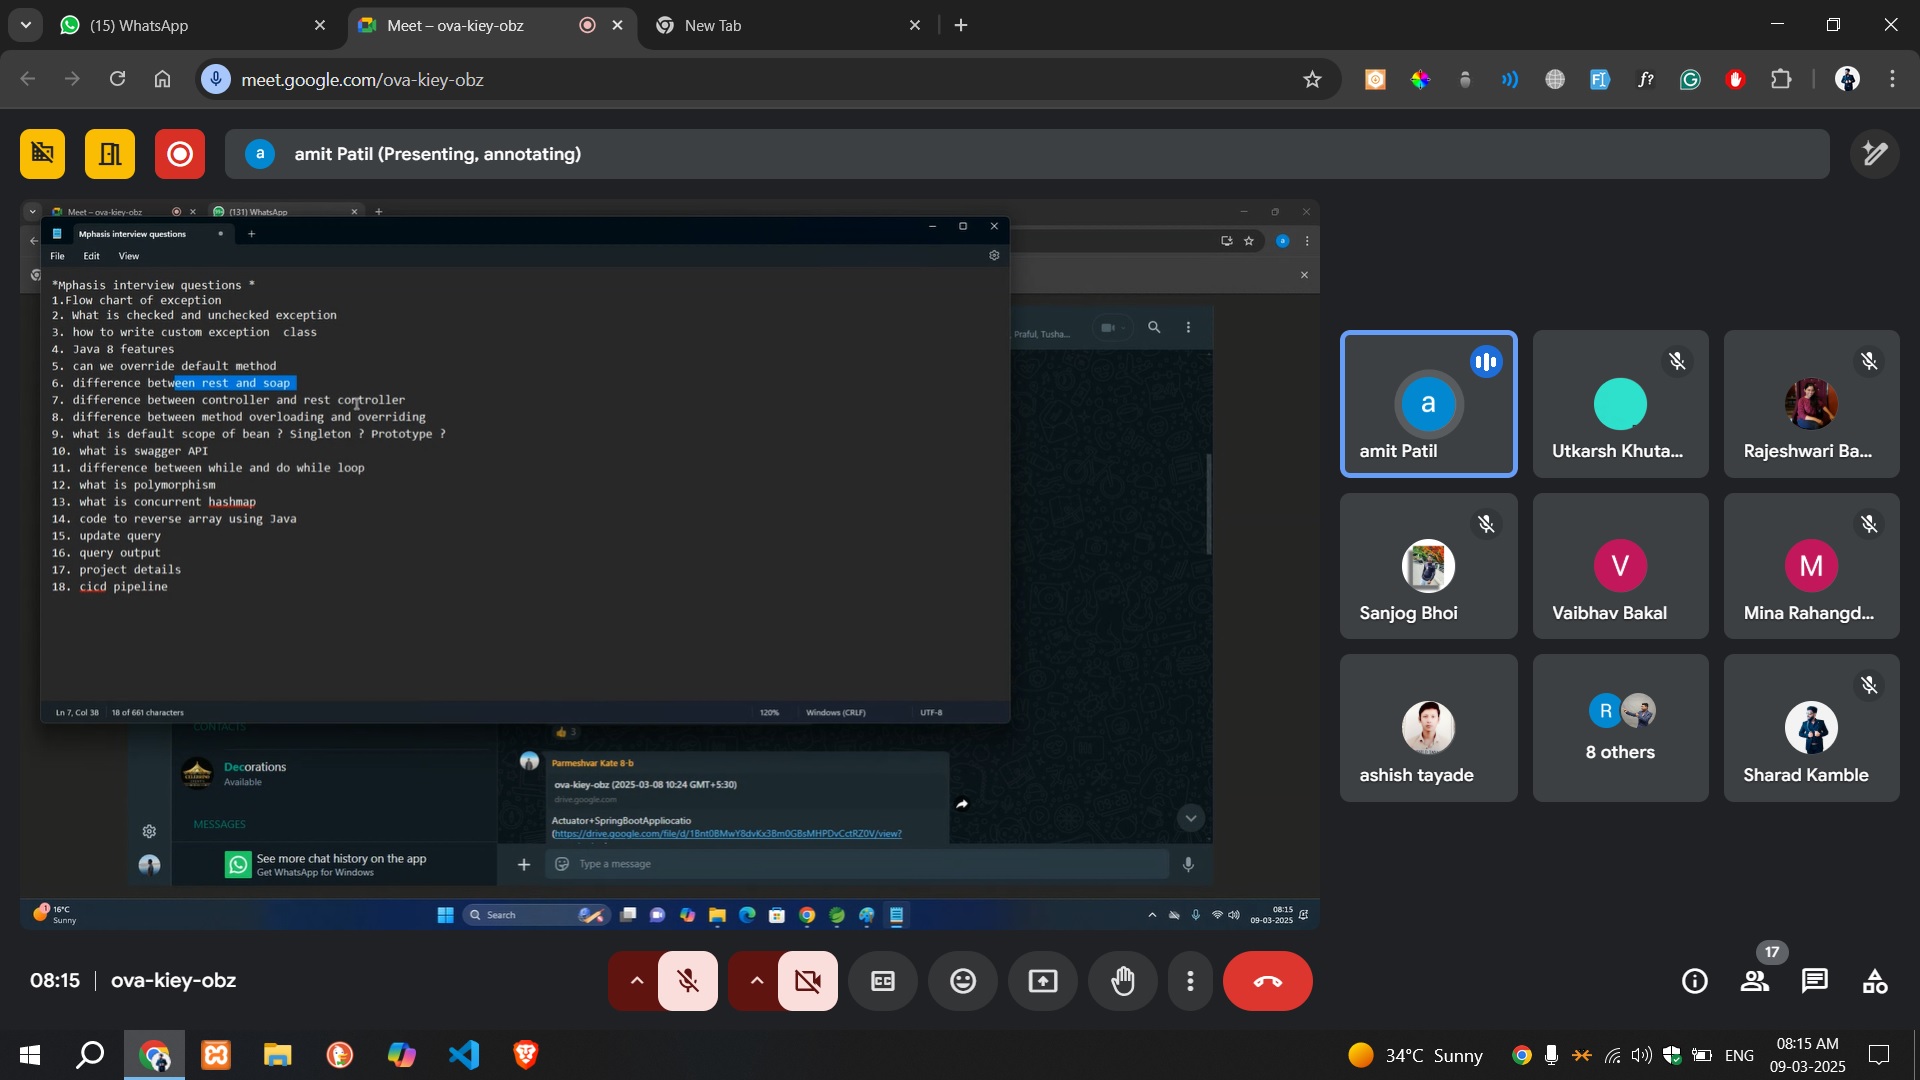 (15) WhatsApp
Meet – ova-kiey-obz
New Tab
meet.google.com/ova-kiey-obz
a
amit Patil (Presenting, annotating)
Meet – ova-kiey-obz
(131) WhatsApp
Mphasis interview questions
File Edit View
*Mphasis interview questions *
1.Flow chart of exception
2. What is checked and unchecked exception
3. how to write custom exception class
4. Java 8 features
5. can we override default method
6. difference between rest and soap
7. difference between controller and rest controller
8. difference between method overloading and overriding
9. what is default scope of bean ? Singleton ? Prototype ?
10. what is swagger API
11. difference between while and do while loop
12. what is polymorphism
13. what is concurrent hashmap
14. code to reverse array using Java
15. update query
16. query output
17. project details
18. cicd pipeline
Ln 7, Col 38 18 of 661 characters 120% Windows (CRLF) UTF-8
Praful, Tusha...
CONTACTS
Decorations
Available
MESSAGES
See more chat history on the app
Get WhatsApp for Windows
3
Parmeshvar Kate 8-b
ova-kiey-obz (2025-03-08 10:24 GMT+5:30)
drive.google.com
Actuator+SpringBootAppliocatio
Type a message
16°C
Sunny
Search
08:15
09-03-2025
a
amit Patil
Utkarsh Khuta...
Rajeshwari Ba...
Sanjog Bhoi
V
Vaibhav Bakal
M
Mina Rahangd...
ashish tayade
R
8 others
Sharad Kamble
08:15 ova-kiey-obz
17
34°C Sunny
ENG
08:15 AM
09-03-2025